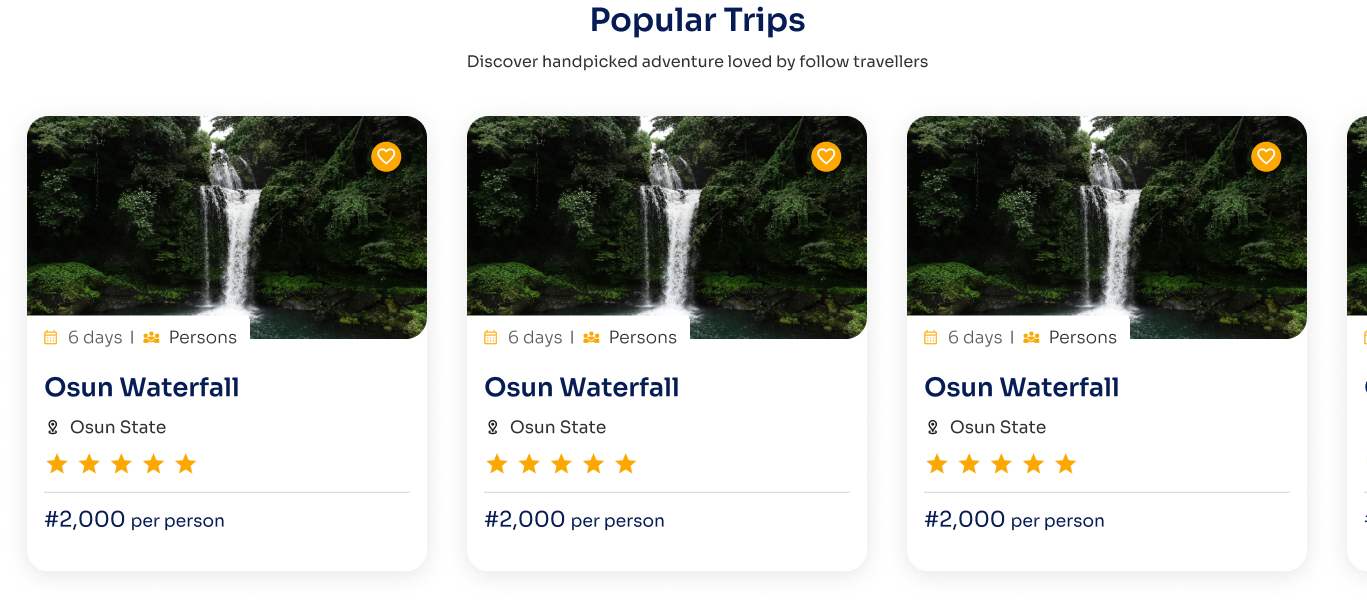 Popular Trips
Discover handpicked adventure loved by follow travellers
6 days | Persons
Osun Waterfall
Osun State
#2,000 per person
6 days | Persons
Osun Waterfall
Osun State
#2,000 per person
6 days | Persons
Osun Waterfall
Osun State
#2,000 per person